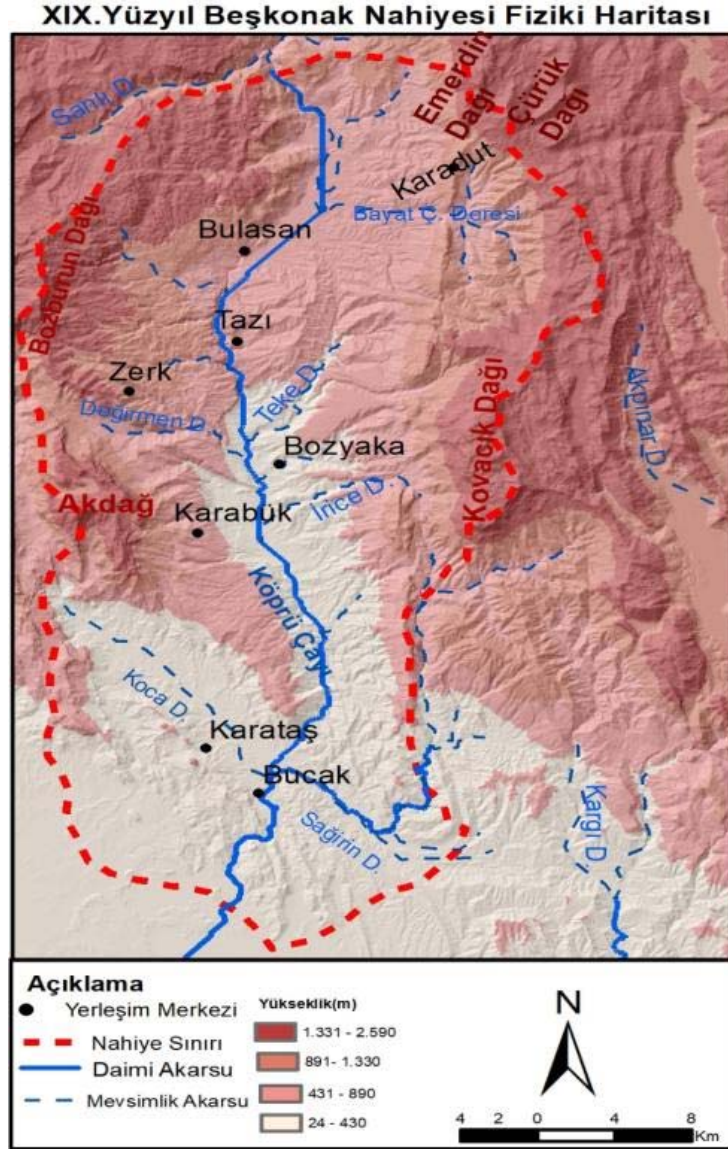 XIX.Yüzyıl Beşkonak Nahiyesi Fiziki Haritası
Sanlı D.
Emerdin
Dağı
Çürük
Dağı
Karadut
Bayat Ç. Deresi
Bulasan
Bozburun Dağı
Tazı
Zerk
Teke D.
Değirmen D.
Akpınar D.
Kovacık Dağı
Bozyaka
İrice D.
Akdağ
Karabük
Köprü Çayı
Koca D.
Karataş
Bucak
Sağirin D.
Kargı D
Açıklama
Yerleşim Merkezi
Nahiye Sınırı
Daimi Akarsu
Mevsimlik Akarsu
Yükseklik(m)
1.331 - 2.590
891- 1.330
431 - 890
24 - 430
N
4 2 0 4 8
Km